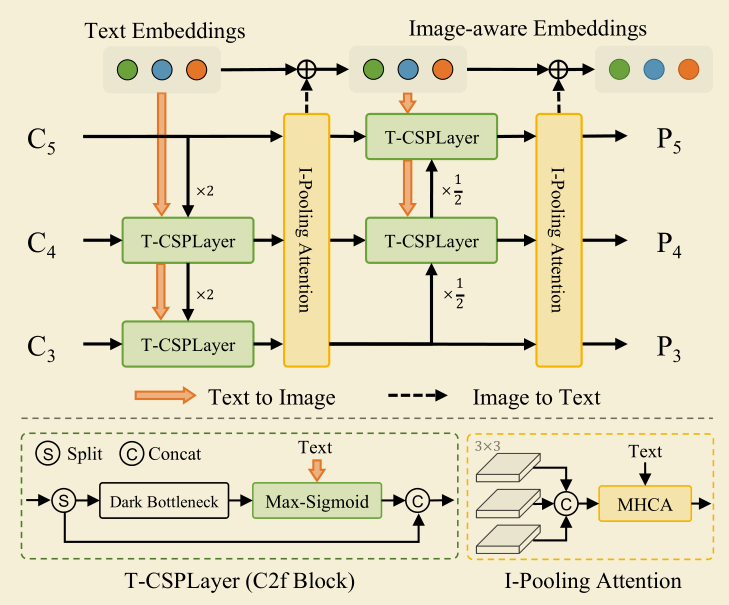 Text Embeddings
Image-aware Embeddings
C5
×2
I-Pooling Attention
T-CSPLayer
×1/2
I-Pooling Attention
P5
C4
T-CSPLayer
T-CSPLayer
P4
×2
×1/2
C3
T-CSPLayer
P3
Text to Image
Image to Text
S Split
C Concat
Text
S
Dark Bottleneck
Max-Sigmoid
C
T-CSPLayer (C2f Block)
3×3
Text
C
MHCA
I-Pooling Attention